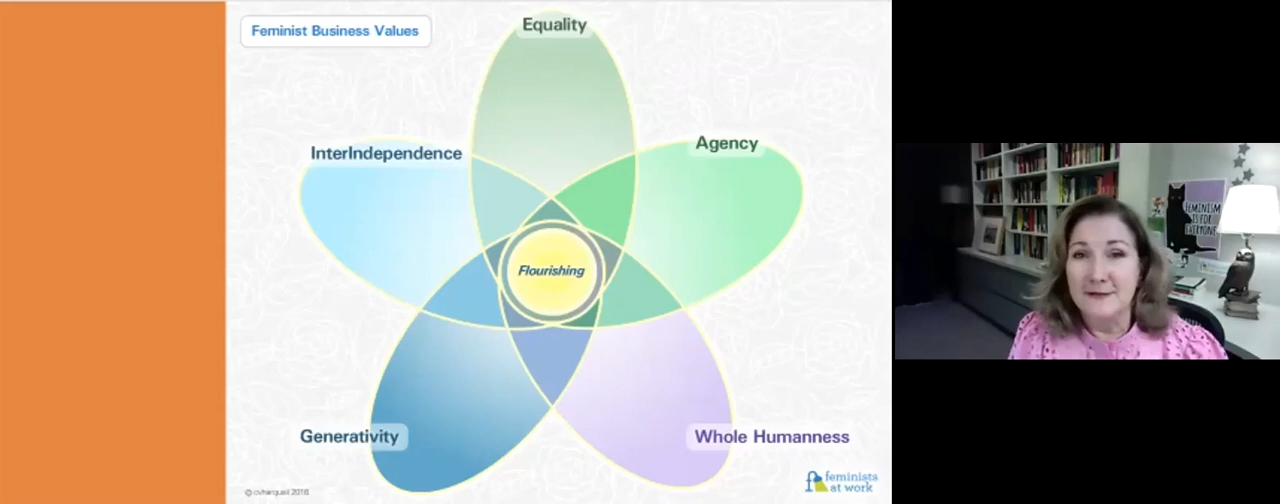 Feminist Business Values
Equality
InterIndependence
Agency
Flourishing
Generativity
Whole Humanness
© cvharquail 2016
feminists
at work
FEMINISM
IS FOR
EVERYONE